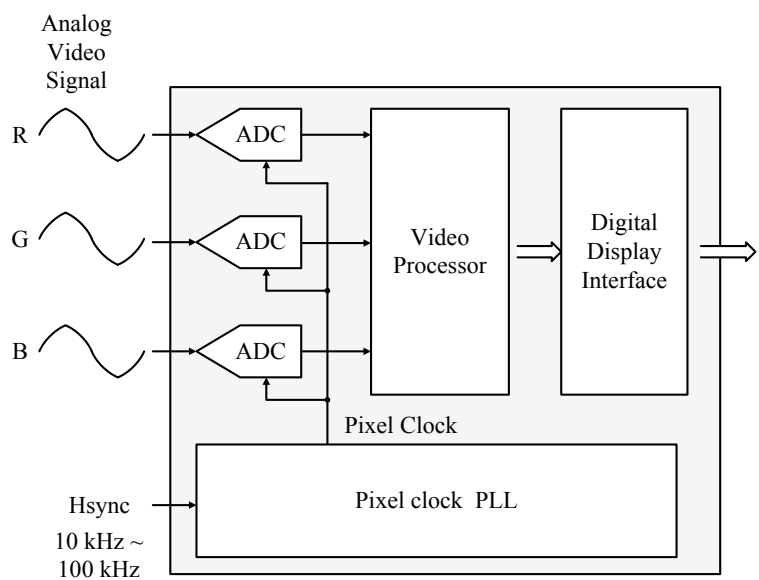 Analog
Video
Signal
R
ADC
G
ADC
Video
Processor
Digital
Display
Interface
B
ADC
Pixel Clock
Hsync
Pixel clock PLL
10 kHz ~
100 kHz